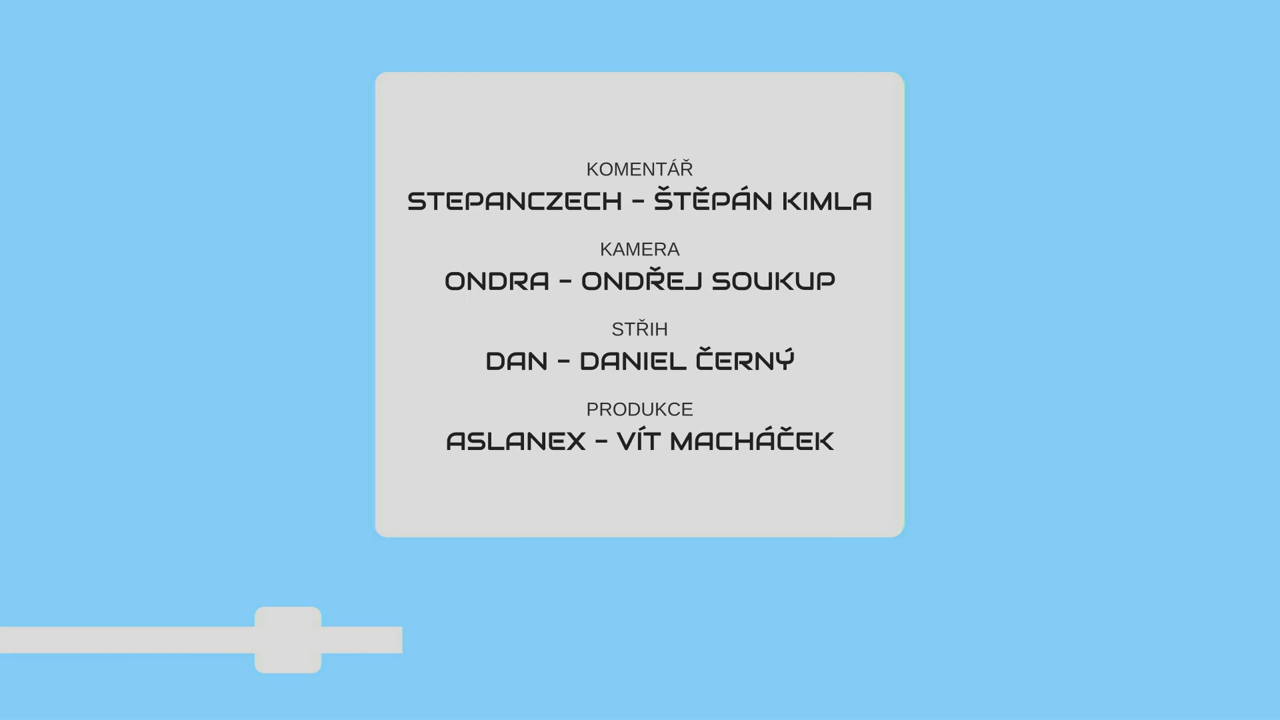 KOMENTÁŘ
STEPANCZECH – ŠTĚPÁN KIMLA
KAMERA
ONDRA – ONDŘEJ SOUKUP
STŘIH
DAN – DANIEL ČERNÝ
PRODUKCE
ASLANEX – VÍT MACHÁČEK